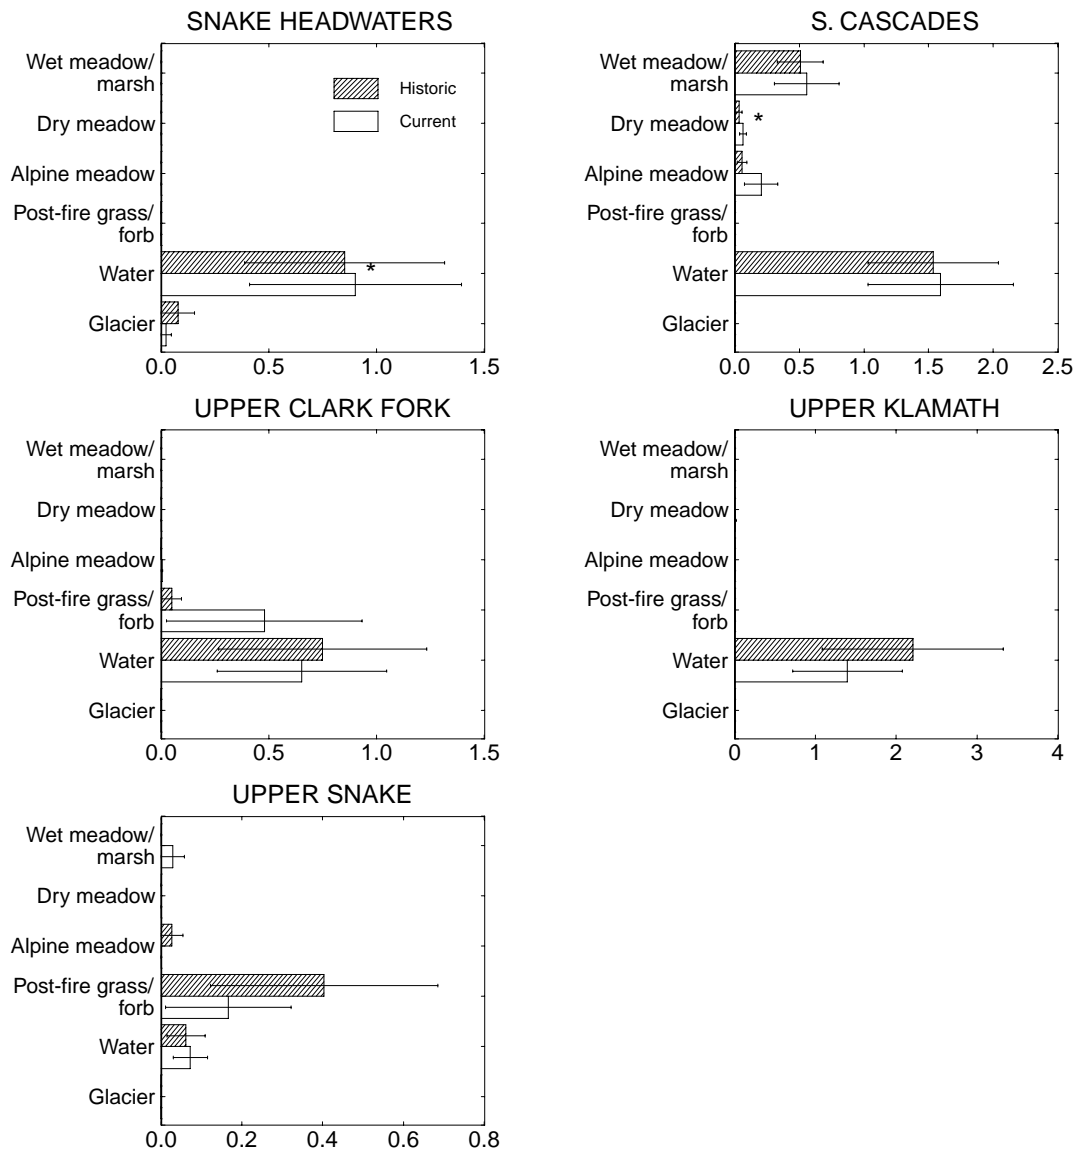 SNAKE HEADWATERS
Wet meadow/
marsh
Dry meadow
Alpine meadow
Post-fire grass/
forb
Water
Glacier
Historic
Current
*
0.0 0.5 1.0 1.5
S. CASCADES
Wet meadow/
marsh
Dry meadow
*
Alpine meadow
Post-fire grass/
forb
Water
Glacier
0.0 0.5 1.0 1.5 2.0 2.5
UPPER CLARK FORK
Wet meadow/
marsh
Dry meadow
Alpine meadow
Post-fire grass/
forb
Water
Glacier
0.0 0.5 1.0 1.5
UPPER KLAMATH
Wet meadow/
marsh
Dry meadow
Alpine meadow
Post-fire grass/
forb
Water
Glacier
0 1 2 3 4
UPPER SNAKE
Wet meadow/
marsh
Dry meadow
Alpine meadow
Post-fire grass/
forb
Water
Glacier
0.0 0.2 0.4 0.6 0.8